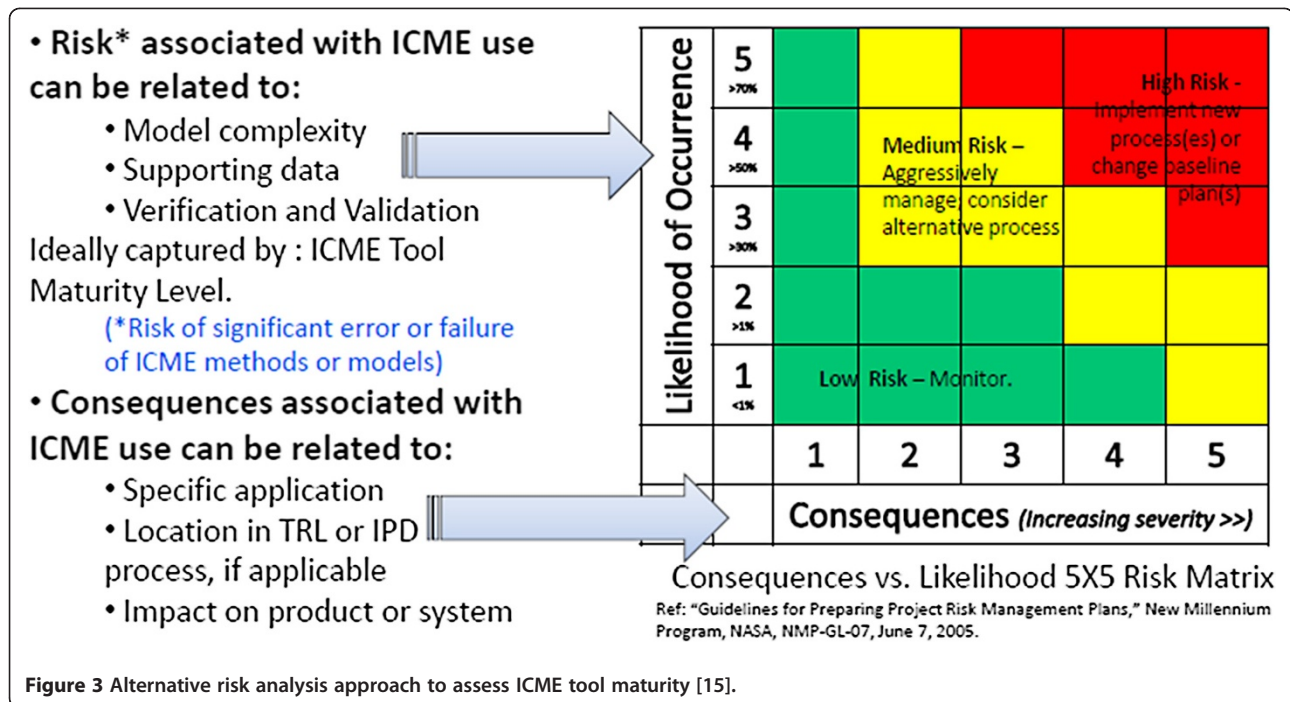 • Risk* associated with ICME use
can be related to:
• Model complexity
• Supporting data
• Verification and Validation
Ideally captured by : ICME Tool
Maturity Level.
(*Risk of significant error or failure
of ICME methods or models)
• Consequences associated with
ICME use can be related to:
• Specific application
• Location in TRL or IPD
process, if applicable
• Impact on product or system
Likelihood of Occurrence
5
>70%
4
>50%
3
>30%
2
>1%
1
<1%
High Risk -
Implement new
process(es) or
change baseline
plan(s)
Medium Risk –
Aggressively
manage; consider
alternative process
Low Risk – Monitor.
1 2 3 4 5
Consequences (Increasing severity >>)
Consequences vs. Likelihood 5X5 Risk Matrix
Ref: “Guidelines for Preparing Project Risk Management Plans,” New Millennium
Program, NASA, NMP-GL-07, June 7, 2005.
Figure 3 Alternative risk analysis approach to assess ICME tool maturity [15].